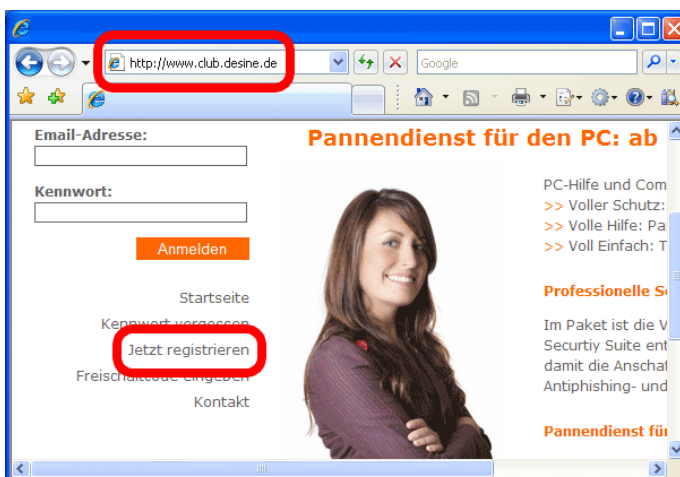 http://www.club.desine.de
Google
Email-Adresse:
Kennwort:
Anmelden
Startseite
Kennwort vergessen
Jetzt registrieren
Freischaltcode eingeben
Kontakt
Pannendienst für den PC: ab
PC-Hilfe und Com
>> Voller Schutz:
>> Volle Hilfe: Pa
>> Voll Einfach: T
Professionelle Se
Im Paket ist die V
Securtiy Suite ent
damit die Anschaf
Antiphishing- und
Pannendienst für